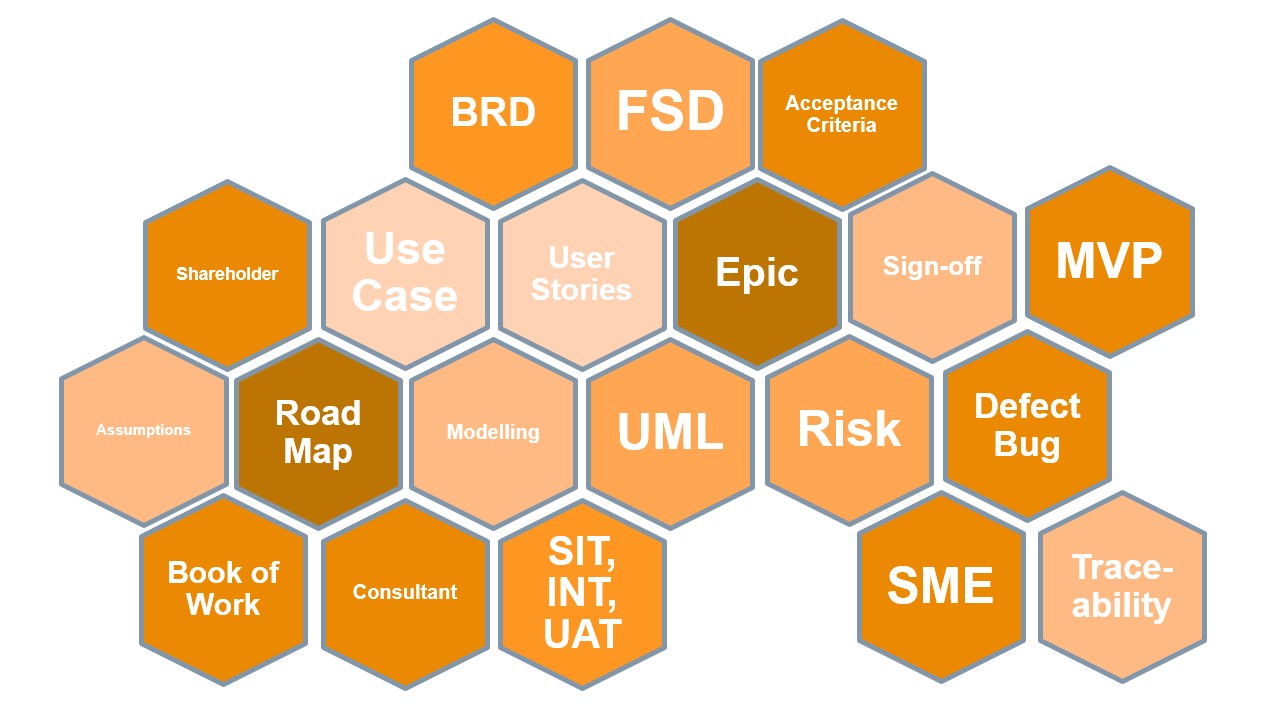 BRD
FSD
Acceptance
Criteria
Shareholder
Use
Case
User
Stories
Epic
Sign-off
MVP
Assumptions
Road
Map
Modelling
UML
Risk
Defect
Bug
Book of
Work
Consultant
SIT,
INT,
UAT
SME
Trace-
ability